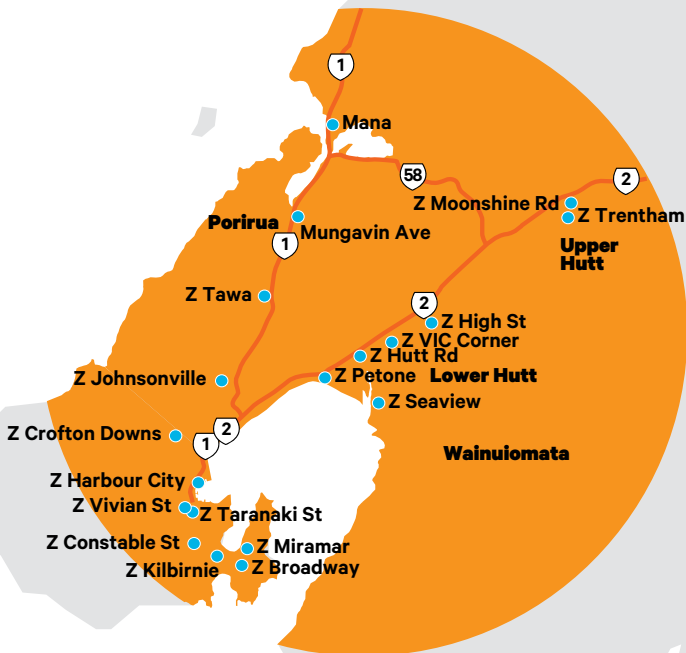 1
Mana
58
2
Z Moonshine Rd
Z Trentham
Porirua
Mungavin Ave
1
Upper
Hutt
Z Tawa
2
Z High St
Z VIC Corner
Z Hutt Rd
Z Johnsonville
Z Petone
Lower Hutt
Z Seaview
Z Crofton Downs
1
2
Wainuiomata
Z Harbour City
Z Vivian St
Z Taranaki St
Z Constable St
Z Miramar
Z Kilbirnie
Z Broadway